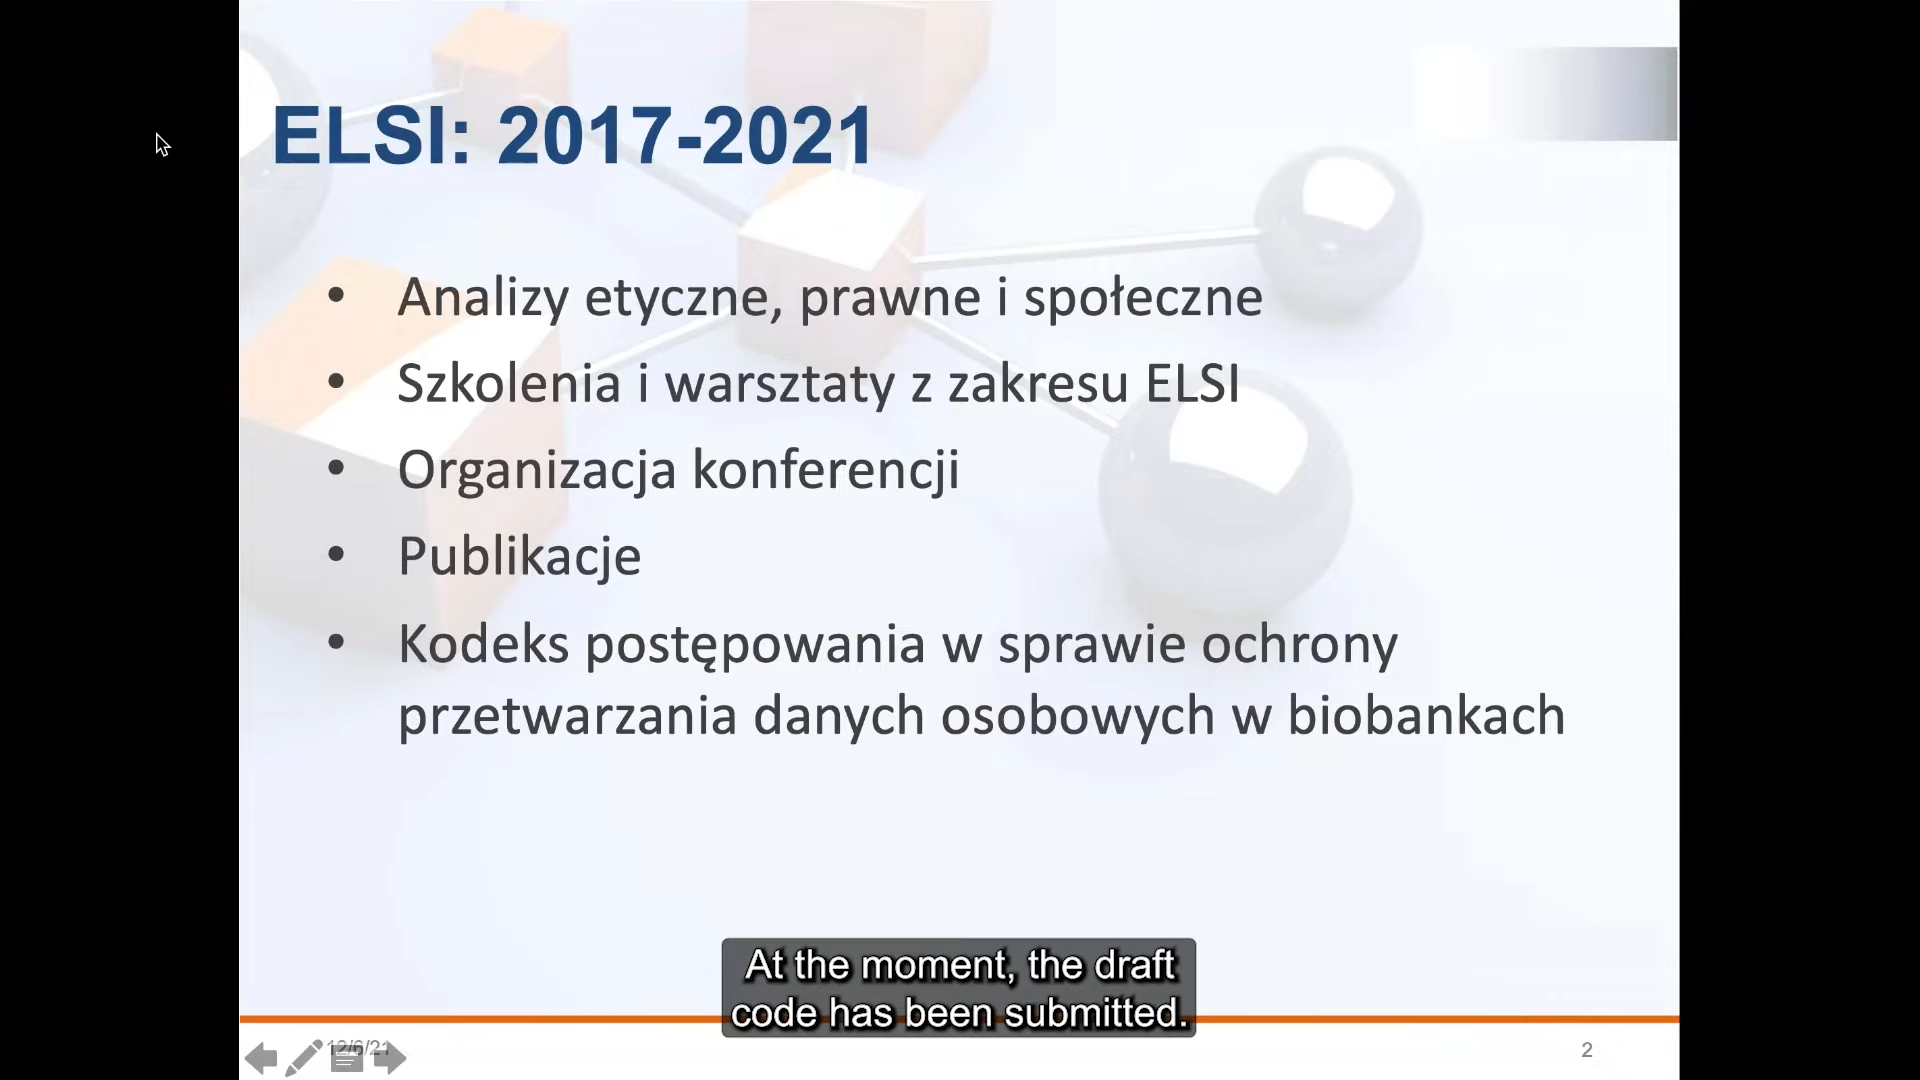 ELSI: 2017-2021
• Analizy etyczne, prawne i społeczne
• Szkolenia i warsztaty z zakresu ELSI
• Organizacja konferencji
• Publikacje
• Kodeks postępowania w sprawie ochrony
przetwarzania danych osobowych w biobankach
At the moment, the draft
code has been submitted.
12/6/21
2